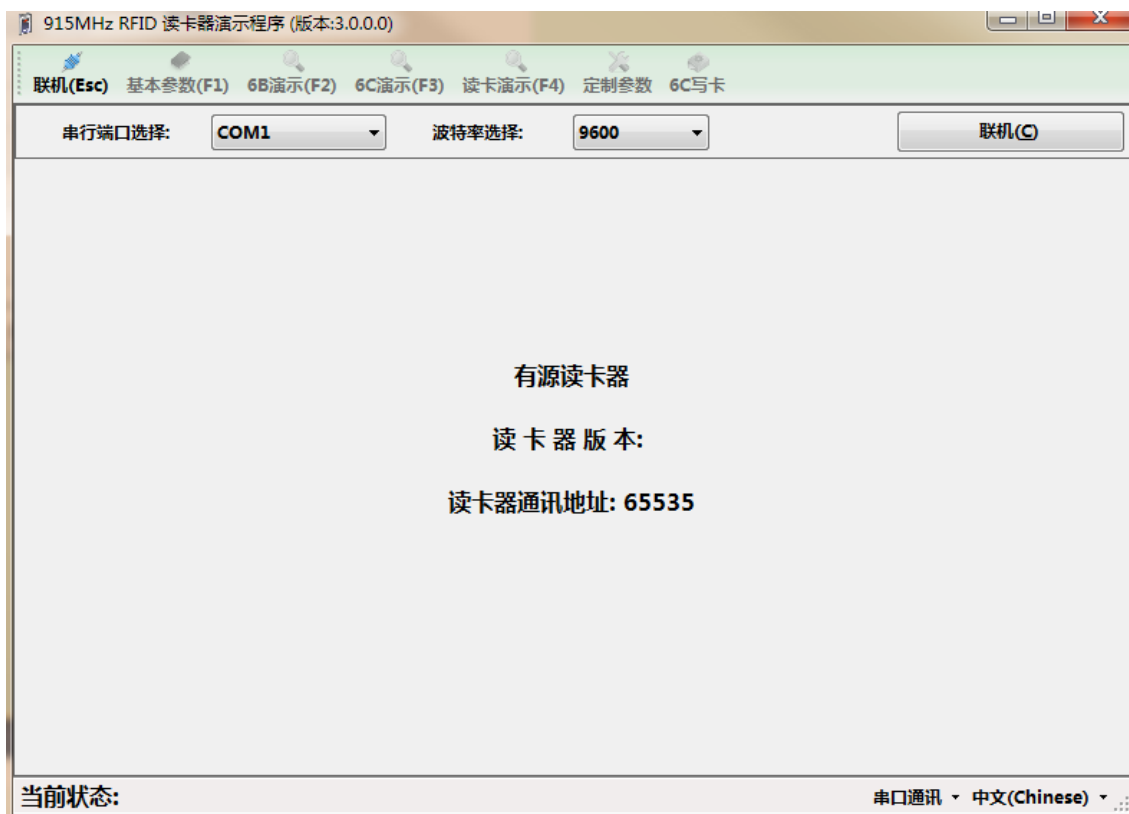 915MHz RFID 读卡器演示程序 (版本:3.0.0.0)
联机(Esc) 基本参数(F1) 6B演示(F2) 6C演示(F3) 读卡演示(F4) 定制参数 6C写卡
串行端口选择: COM1 波特率选择: 9600 联机(C)
有源读卡器
读 卡 器 版 本:
读卡器通讯地址: 65535
当前状态: 串口通讯 中文(Chinese)